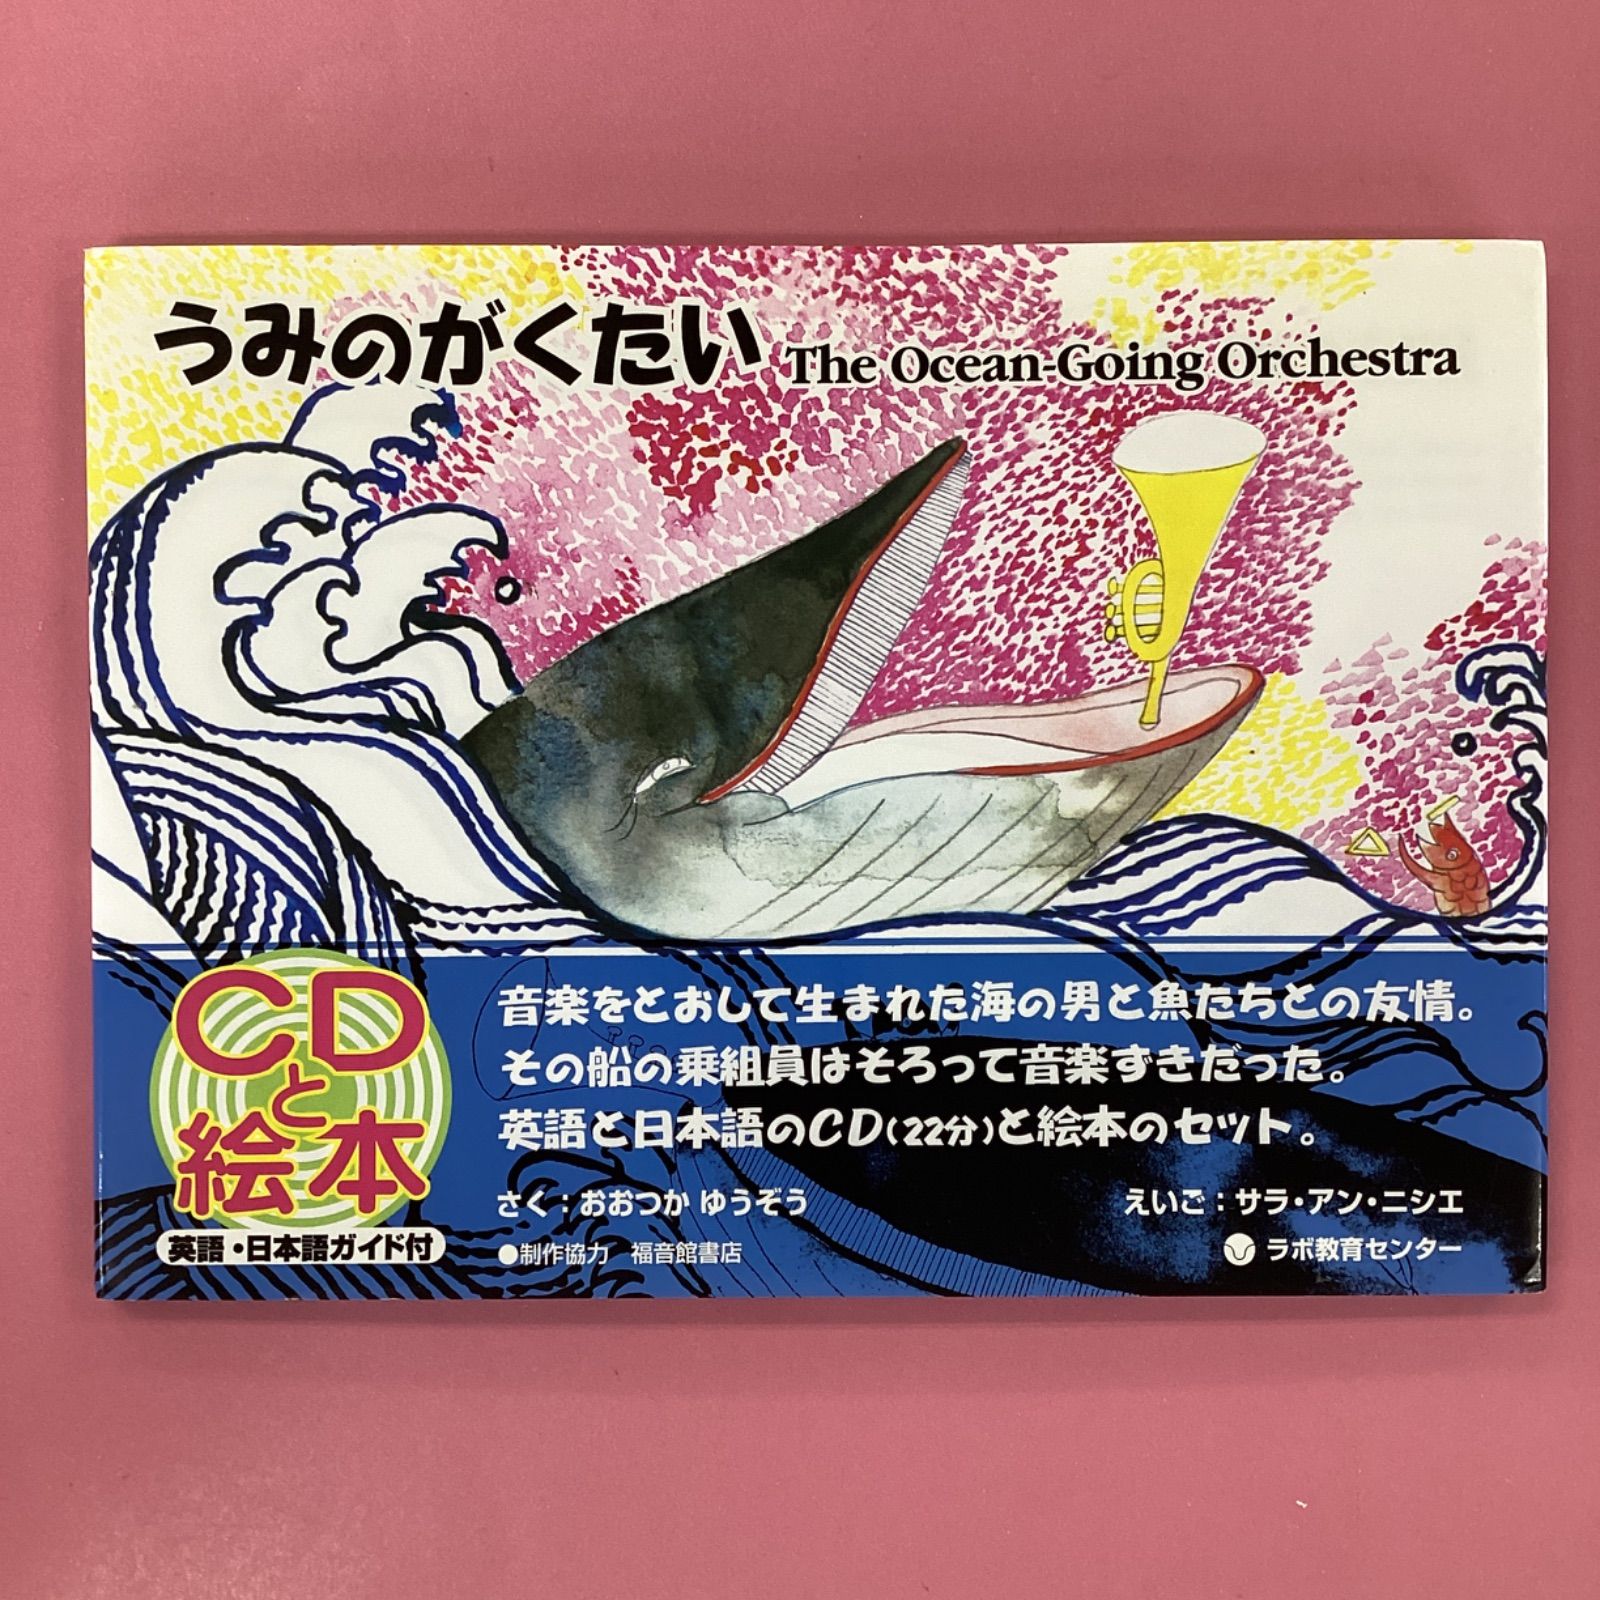 うみのがくたい The Ocean-Going Orchestra
CDと絵本
英語・日本語ガイド付
音楽をとおして生まれた海の男と魚たちとの友情。
その船の乗組員はそろって音楽ずきだった。
英語と日本語のCD(22分)と絵本のセット。
さく:おおつか ゆうぞう
えいご:サラ・アン・ニシエ
●制作協力 福音館書店
ラボ教育センター